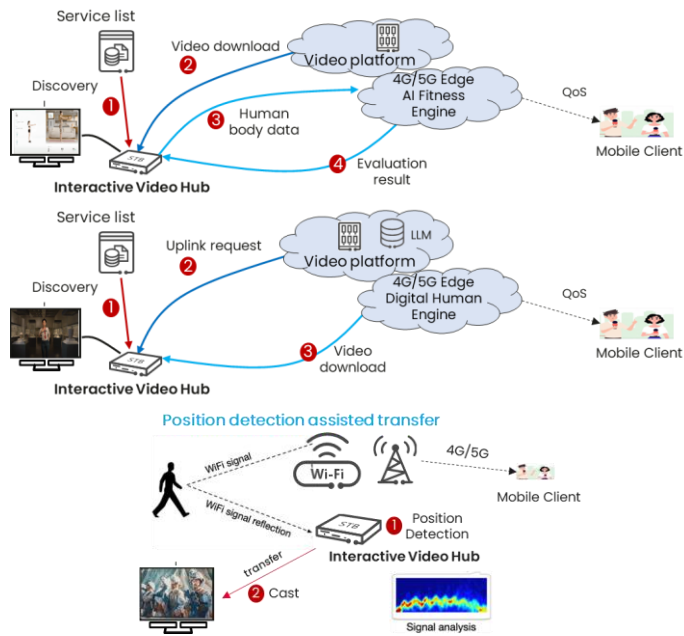 Service list
Video download
2
Video platform
Discovery
1
3
Human
body data
4G/5G Edge
AI Fitness
Engine
QoS
Mobile Client
STB
4
Evaluation
result
Interactive Video Hub
Service list
Uplink request
2
LLM
Video platform
Discovery
1
4G/5G Edge
Digital Human
Engine
QoS
Mobile Client
STB
3
Video
download
Interactive Video Hub
Position detection assisted transfer
WiFi signal
Wi-Fi
4G/5G
Mobile Client
WiFi signal reflection
STB
1
Position
Detection
Interactive Video Hub
transfer
2
Cast
Signal analysis